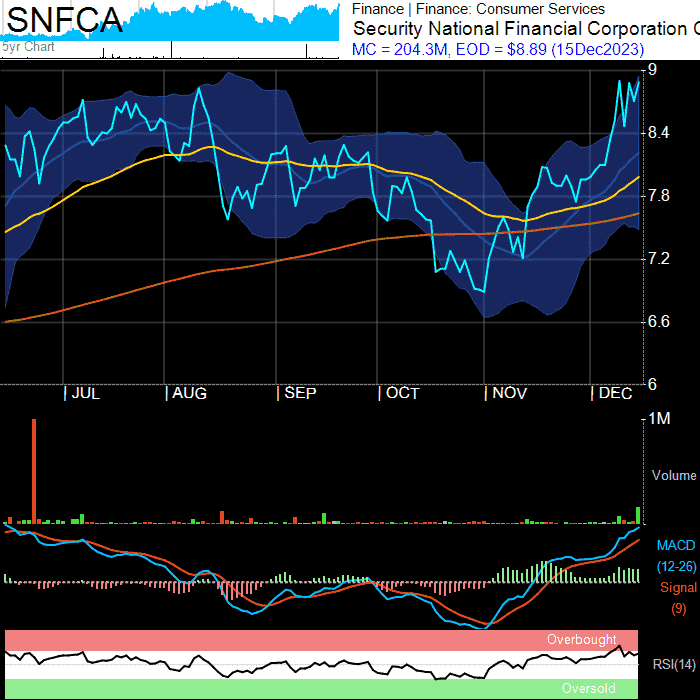 SNFCA
5yr Chart
Finance | Finance: Consumer Services
Security National Financial Corporation C
MC = 204.3M, EOD = $8.89 (15Dec2023)
9
8.4
7.8
7.2
6.6
6
JUL AUG SEP OCT NOV DEC
1M
Volume
MACD
(12-26)
Signal
(9)
Overbought
RSI(14)
Oversold